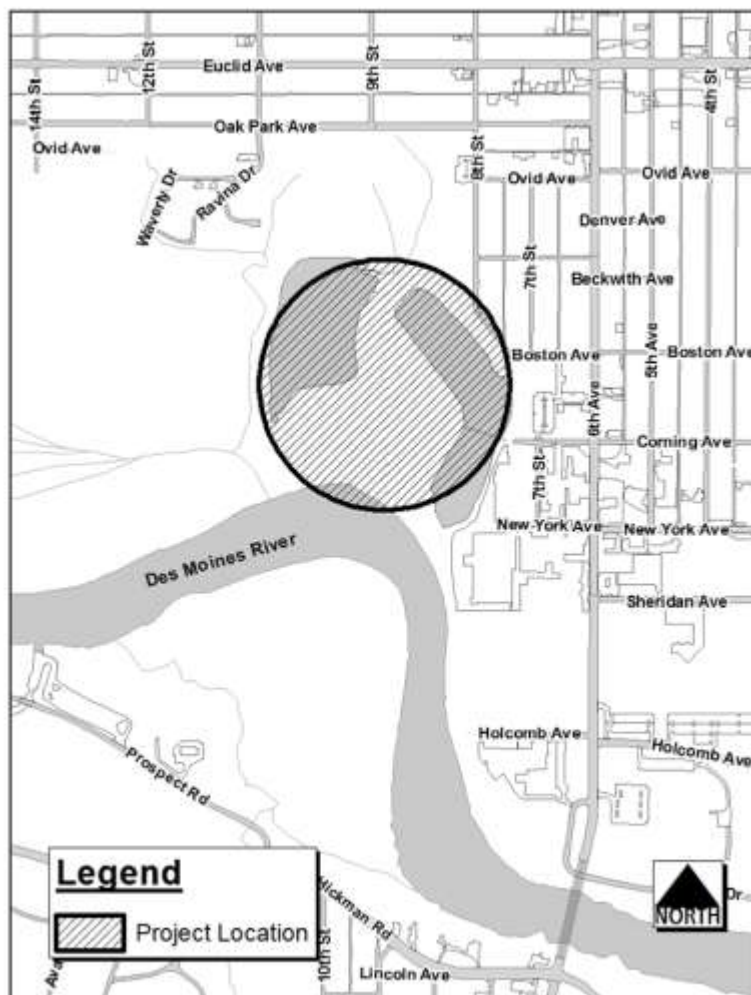 14th St
12th St
9th St
4th St
Euclid Ave
Oak Park Ave
Ovid Ave
8th St
Ovid Ave
Ovid Ave
Waverly Dr
Ravina Dr
Denver Ave
7th St
Beckwith Ave
Boston Ave
5th Ave
Boston Ave
6th Ave
Corning Ave
7th St
New York Ave
New York Ave
Des Moines River
Sheridan Ave
Holcomb Ave
Holcomb Ave
Prospect Rd
Legend
Project Location
Hickman Rd
10th St
Lincoln Ave
NORTH
Dr
Ava